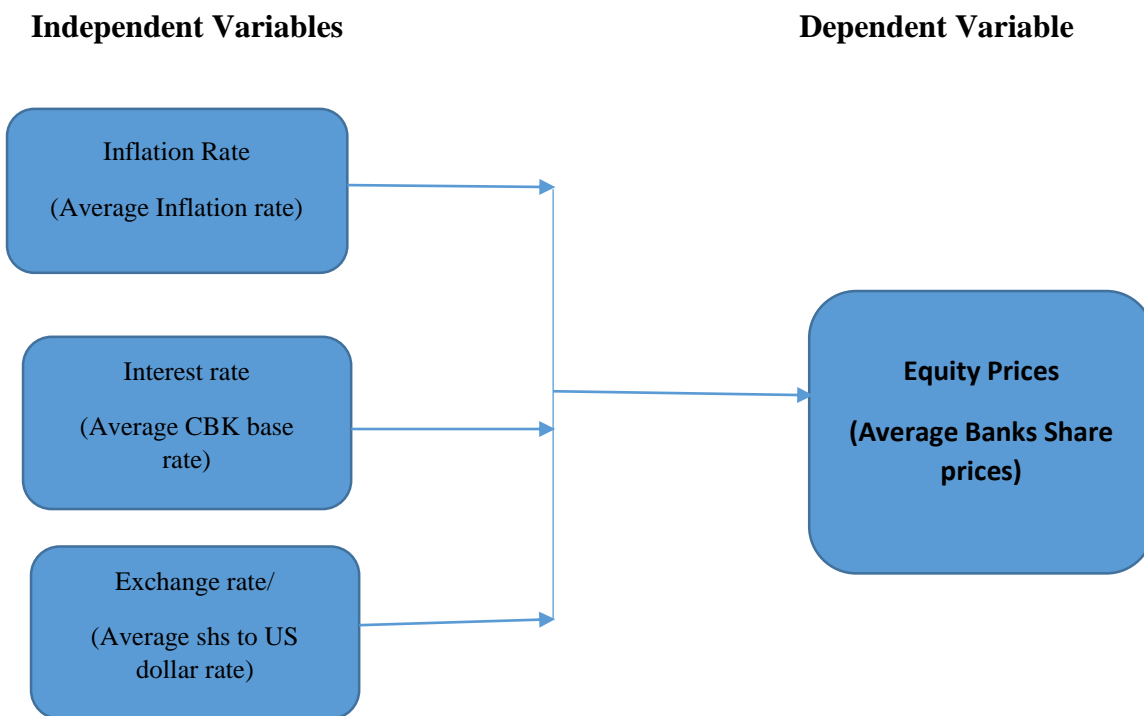 Independent Variables
Dependent Variable
Inflation Rate
(Average Inflation rate)
Interest rate
(Average CBK base
rate)
Exchange rate/
(Average shs to US
dollar rate)
Equity Prices
(Average Banks Share
prices)